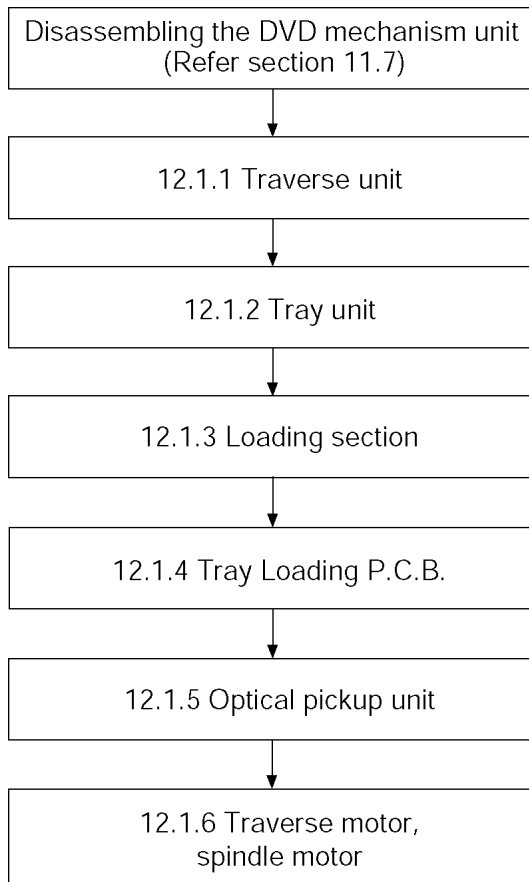 Disassembling the DVD mechanism unit
(Refer section 11.7)
12.1.1 Traverse unit
12.1.2 Tray unit
12.1.3 Loading section
12.1.4 Tray Loading P.C.B.
12.1.5 Optical pickup unit
12.1.6 Traverse motor,
spindle motor